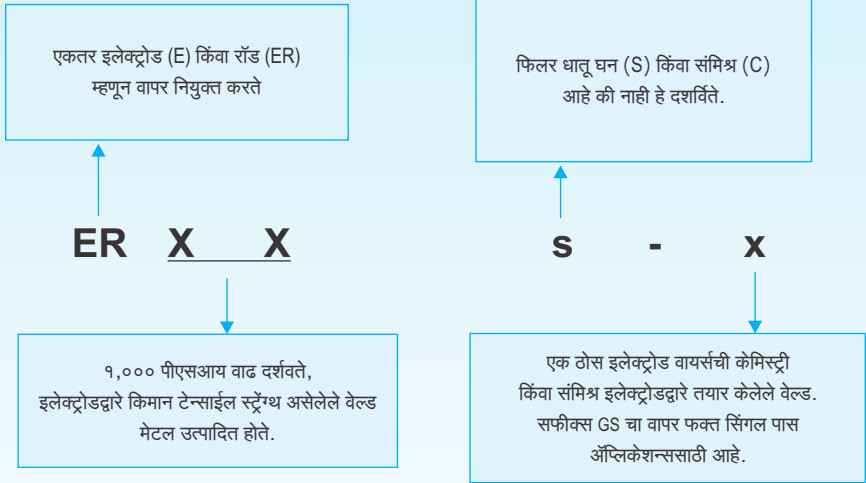 एकतर इलेक्ट्रोड (E) किंवा रॉड (ER)
म्हणून वापर नियुक्त करते
फिलर धातू घन (S) किंवा संमिश्र (C)
आहे की नाही हे दर्शविते.
ER X X s - x
१,००० पीएसआय वाढ दर्शवते,
इलेक्ट्रोडद्वारे किमान टेन्साईल स्ट्रेंग्थ असेलेले वेल्ड
मेटल उत्पादित होते.
एक ठोस इलेक्ट्रोड वायर्सची केमिस्ट्री
किंवा संमिश्र इलेक्ट्रोडद्वारे तयार केलेले वेल्ड.
सफीक्स GS चा वापर फक्त सिंगल पास
ॲप्लिकेशन्ससाठी आहे.